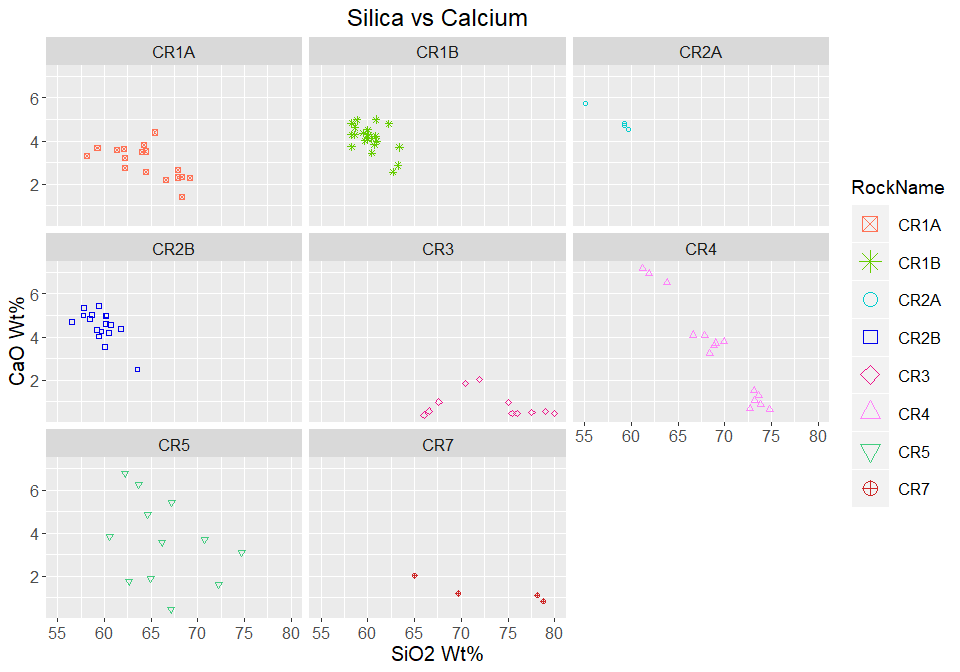 Silica vs Calcium
CR1A CR1B CR2A
6
4
2
CR2B CR3 CR4
6
4
2
55 60 65 70 75 80
CR5 CR7
6
4
2
55 60 65 70 75 80 55 60 65 70 75 80
SiO2 Wt%
CaO Wt%
RockName
CR1A
CR1B
CR2A
CR2B
CR3
CR4
CR5
CR7